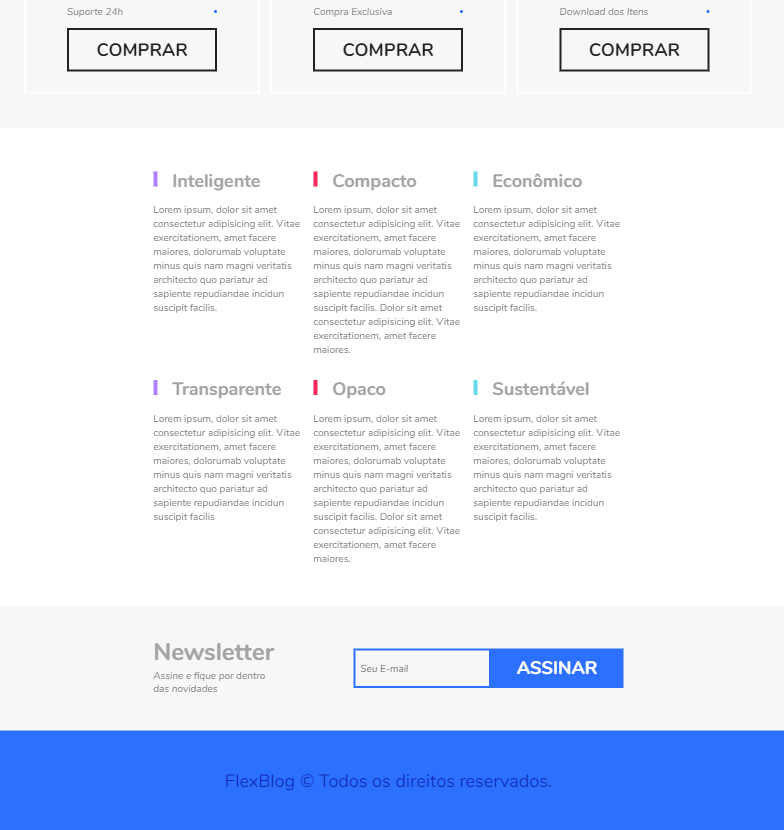 Suporte 24h
Compra Exclusiva
Download dos Itens
COMPRAR
COMPRAR
COMPRAR
Inteligente
Lorem ipsum, dolor sit amet
consectetur adipisicing elit. Vitae
exercitationem, amet facere
maiores, dolorumab voluptate
minus quis nam magni veritatis
architecto quo pariatur ad
sapiente repudiandae incidun
suscipit facilis.
Compacto
Lorem ipsum, dolor sit amet
consectetur adipisicing elit. Vitae
exercitationem, amet facere
maiores, dolorumab voluptate
minus quis nam magni veritatis
architecto quo pariatur ad
sapiente repudiandae incidun
suscipit facilis. Dolor sit amet
consectetur adipisicing elit. Vitae
exercitationem, amet facere
maiores.
Econômico
Lorem ipsum, dolor sit amet
consectetur adipisicing elit. Vitae
exercitationem, amet facere
maiores, dolorumab voluptate
minus quis nam magni veritatis
architecto quo pariatur ad
sapiente repudiandae incidun
suscipit facilis.
Transparente
Lorem ipsum, dolor sit amet
consectetur adipisicing elit. Vitae
exercitationem, amet facere
maiores, dolorumab voluptate
minus quis nam magni veritatis
architecto quo pariatur ad
sapiente repudiandae incidun
suscipit facilis
Opaco
Lorem ipsum, dolor sit amet
consectetur adipisicing elit. Vitae
exercitationem, amet facere
maiores, dolorumab voluptate
minus quis nam magni veritatis
architecto quo pariatur ad
sapiente repudiandae incidun
suscipit facilis. Dolor sit amet
consectetur adipisicing elit. Vitae
exercitationem, amet facere
maiores.
Sustentável
Lorem ipsum, dolor sit amet
consectetur adipisicing elit. Vitae
exercitationem, amet facere
maiores, dolorumab voluptate
minus quis nam magni veritatis
architecto quo pariatur ad
sapiente repudiandae incidun
suscipit facilis.
Newsletter
Assine e fique por dentro
das novidades
Seu E-mail
ASSINAR
FlexBlog © Todos os direitos reservados.